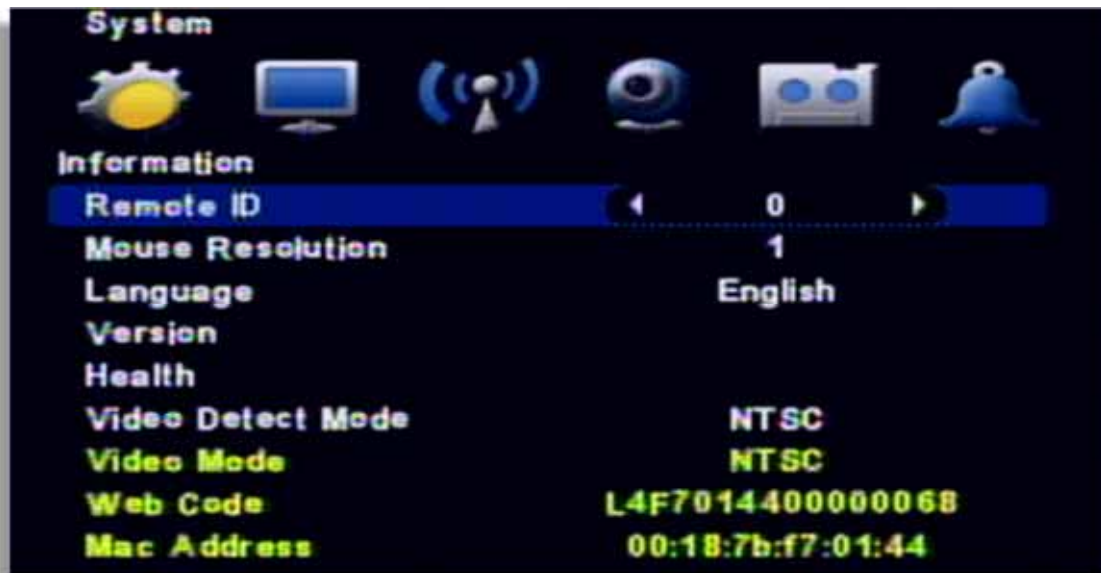 System
Information
Remote ID 0
Mouse Resolution 1
Language English
Version
Health
Video Detect Mode NTSC
Video Mode NTSC
Web Code L4F7014400000068
Mac Address 00:18:7b:f7:01:44